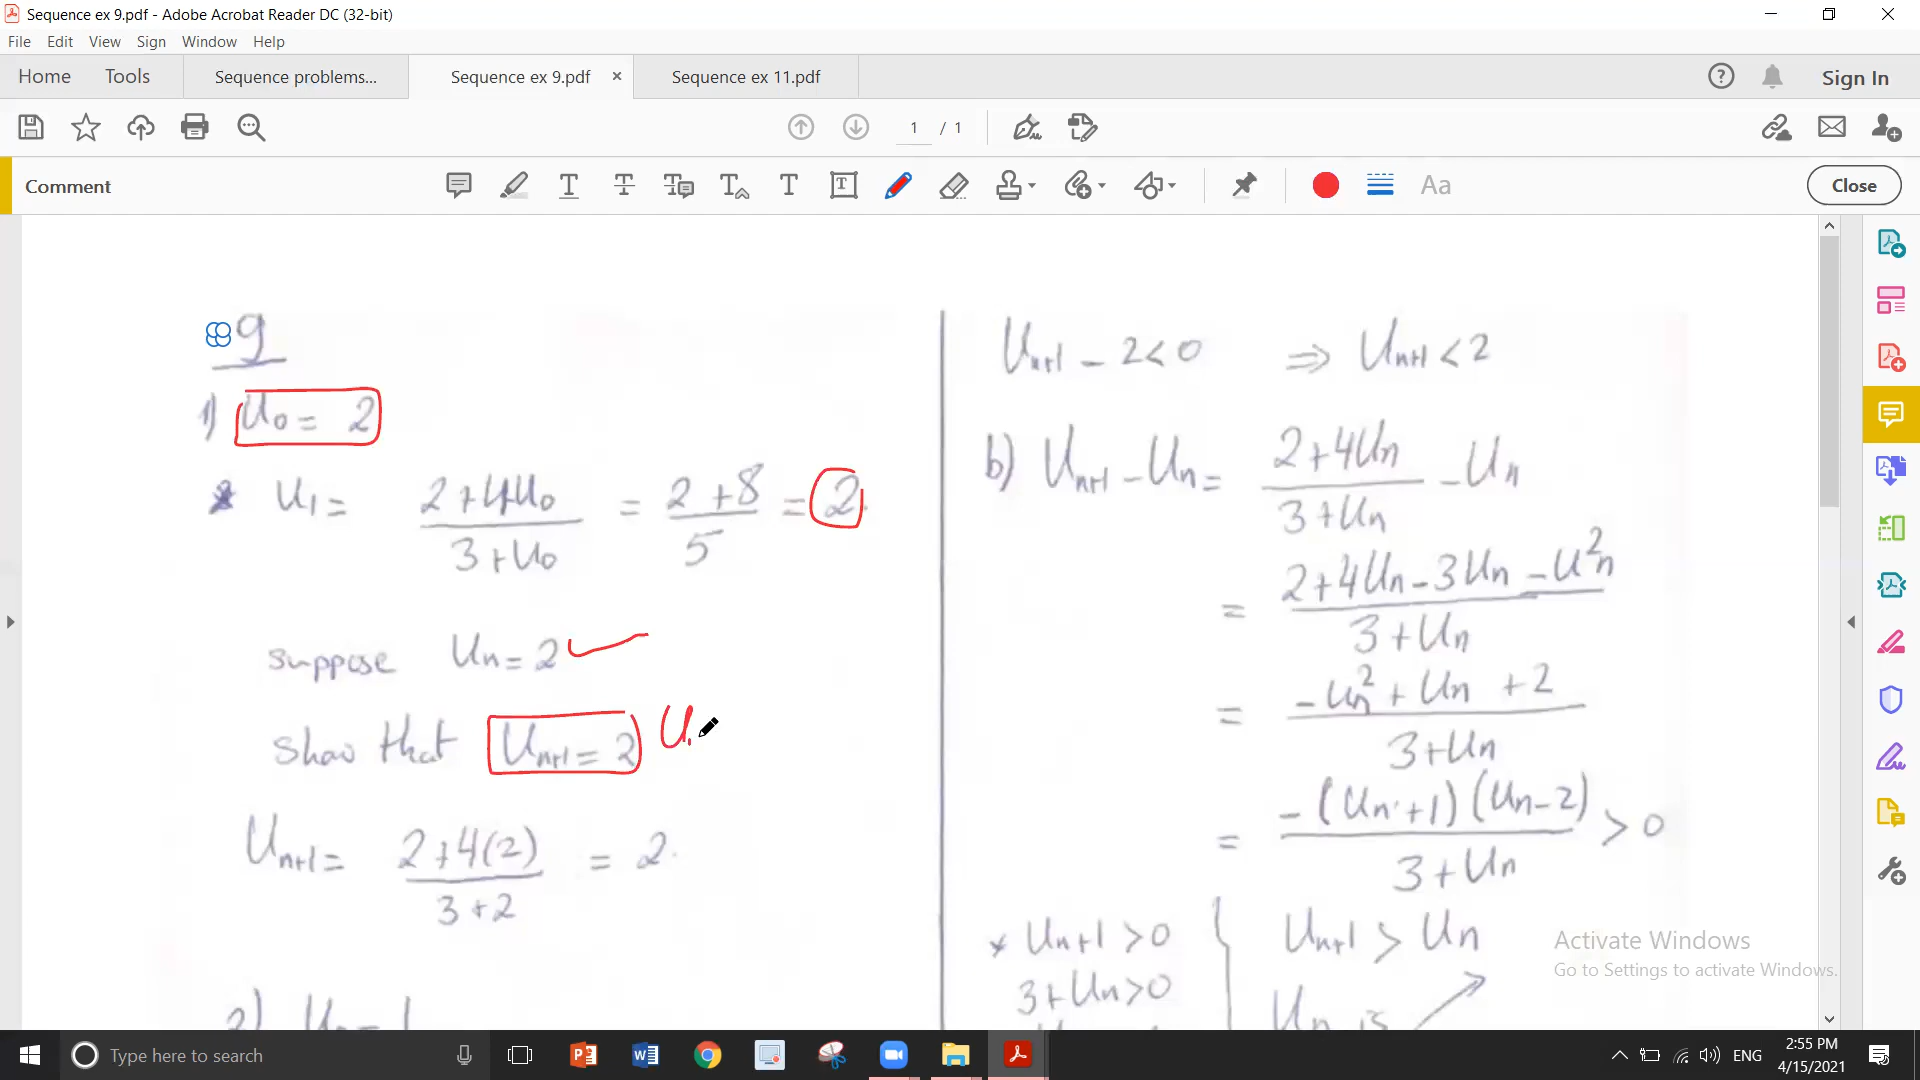 Sequence ex 9.pdf - Adobe Acrobat Reader DC (32-bit)
File Edit View Sign Window Help
Home Tools Sequence problems... Sequence ex 9.pdf × Sequence ex 11.pdf Sign In
1 / 1
Comment
Aa
Close
9
1) U₀ = 2
U₁ = (2+4U₀)/(3+U₀) = (2+8)/5 = 2.
suppose Uₙ = 2
show that Uₙ₊₁ = 2 U
Uₙ₊₁ = (2+4(2))/(3+2) = 2.
2)
Uₙ₊₁ - 2 < 0 ⇒ Uₙ₊₁ < 2
b) Uₙ₊₁ - Uₙ = (2+4Uₙ)/(3+Uₙ) - Uₙ
= (2+4Uₙ-3Uₙ-U²ₙ)/(3+Uₙ)
= (-Uₙ²+Uₙ+2)/(3+Uₙ)
= (-(Uₙ+1)(Uₙ-2))/(3+Uₙ) > 0
* Uₙ+1 > 0 } Uₙ₊₁ > Uₙ
3+Uₙ>0 Uₙ is ↗
Activate Windows
Go to Settings to activate Windows.
Type here to search
ENG
2:55 PM
4/15/2021